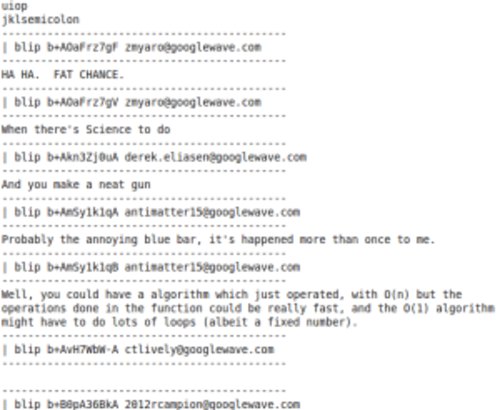 uiop
jklsemicolon
----------------------------------------
| blip b+AOaFrz7gF zmyaro@googlewave.com
----------------------------------------
HA HA.  FAT CHANCE.
----------------------------------------
| blip b+AOaFrz7gV zmyaro@googlewave.com
----------------------------------------
When there's Science to do
----------------------------------------
| blip b+Akn3Zj0uA derek.eliasen@googlewave.com
----------------------------------------
And you make a neat gun
----------------------------------------
| blip b+AmSy1k1qA antimatter15@googlewave.com
----------------------------------------
Probably the annoying blue bar, it's happened more than once to me.
----------------------------------------
| blip b+AmSy1k1qB antimatter15@googlewave.com
----------------------------------------
Well, you could have a algorithm which just operated, with O(n) but the
operations done in the function could be really fast, and the O(1) algorithm
might have to do lots of loops (albeit a fixed number).
----------------------------------------
| blip b+AvH7WbW-A ctlively@googlewave.com
----------------------------------------
----------------------------------------
| blip b+B0pA36BkA 2012rcampion@googlewave.com